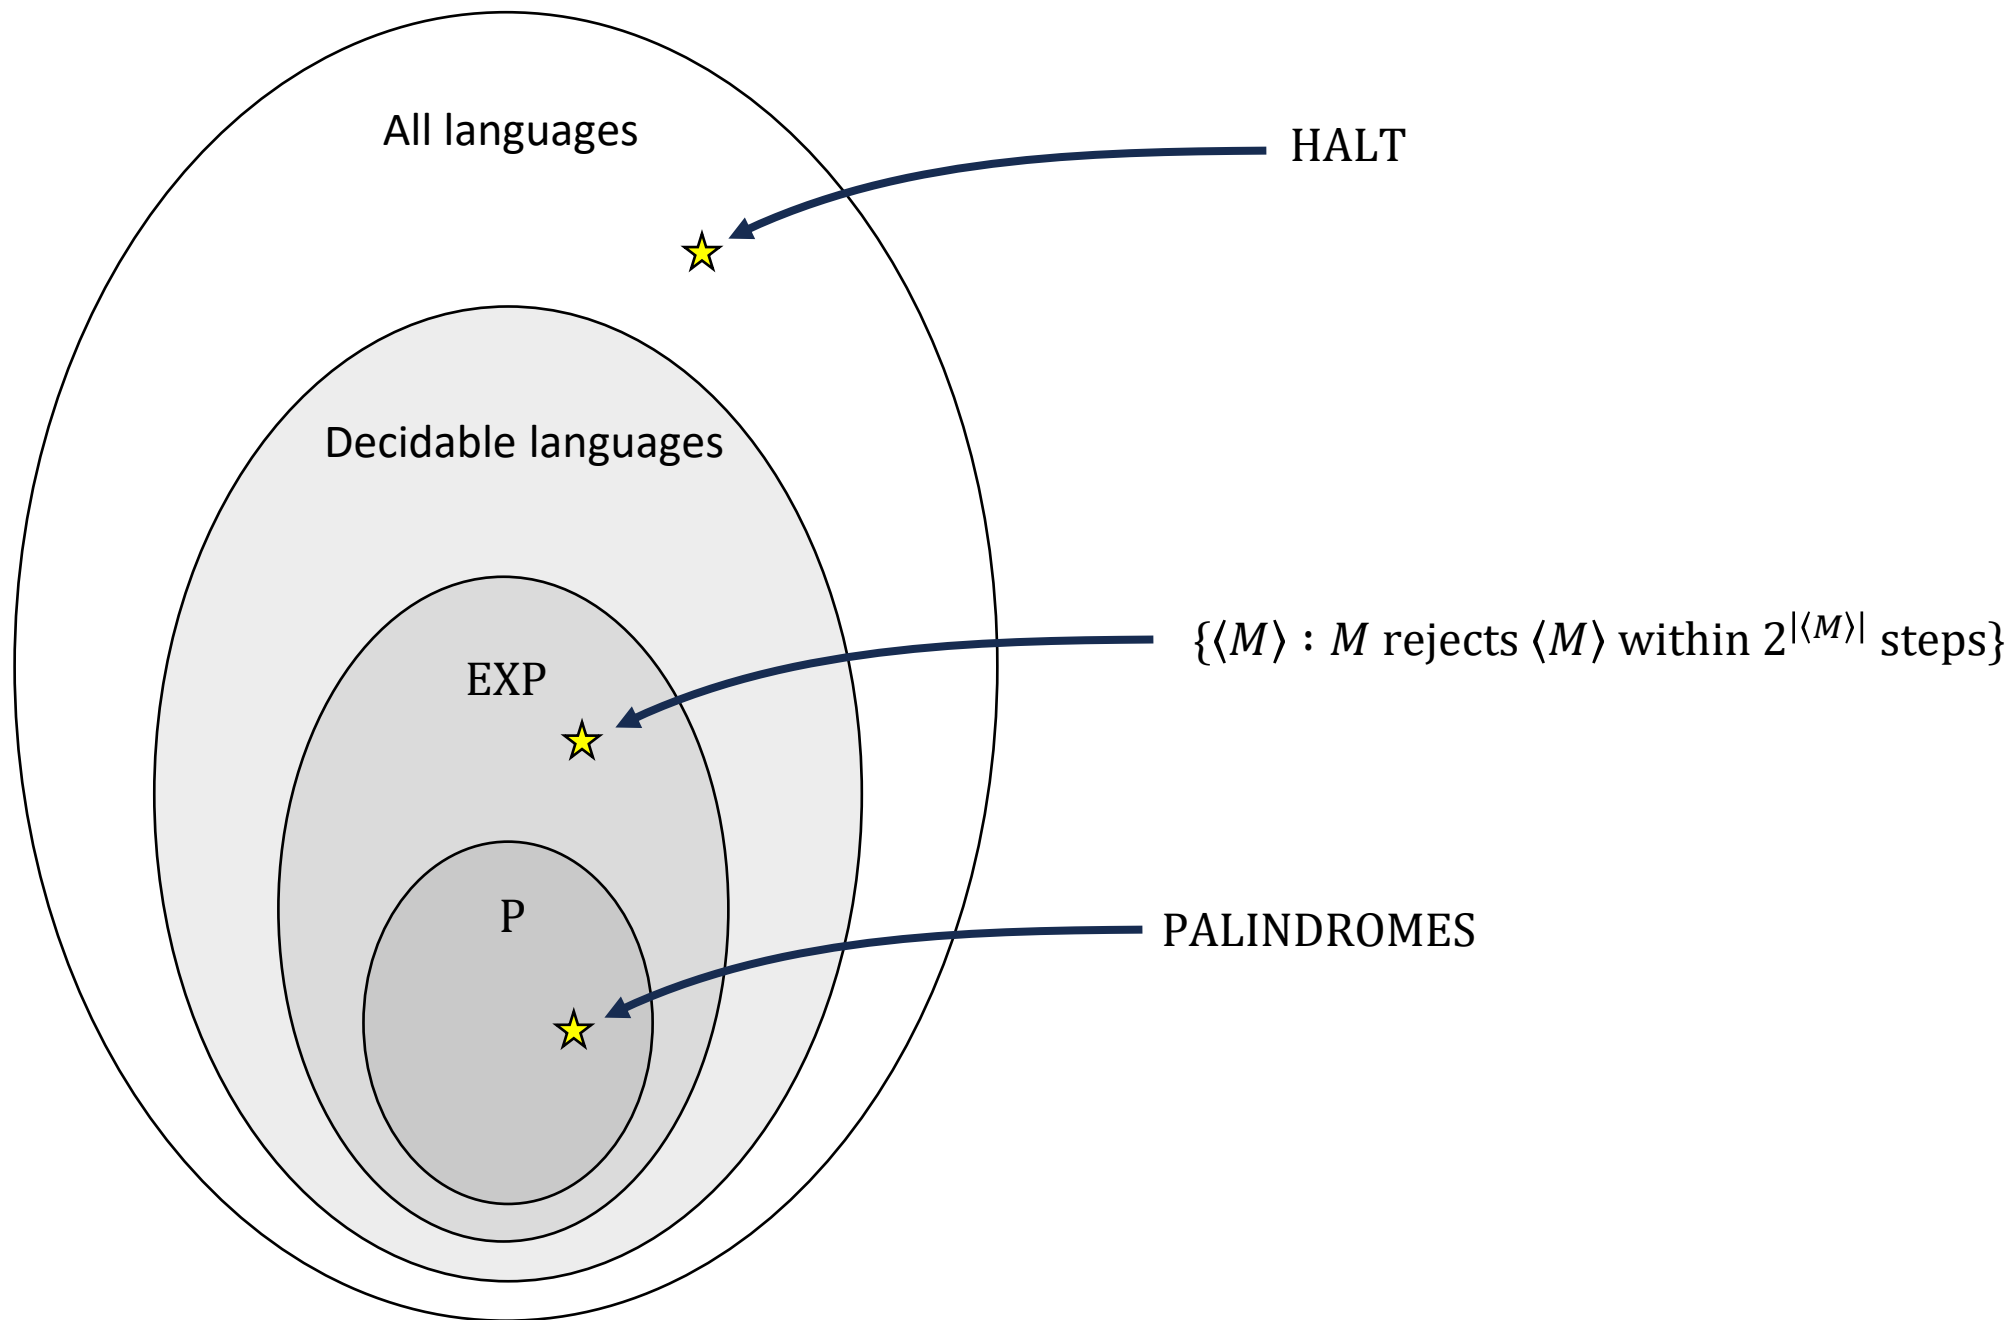 All languages
HALT
Decidable languages
{⟨M⟩ : M rejects ⟨M⟩ within 2^{|⟨M⟩|} steps}
EXP
P
PALINDROMES